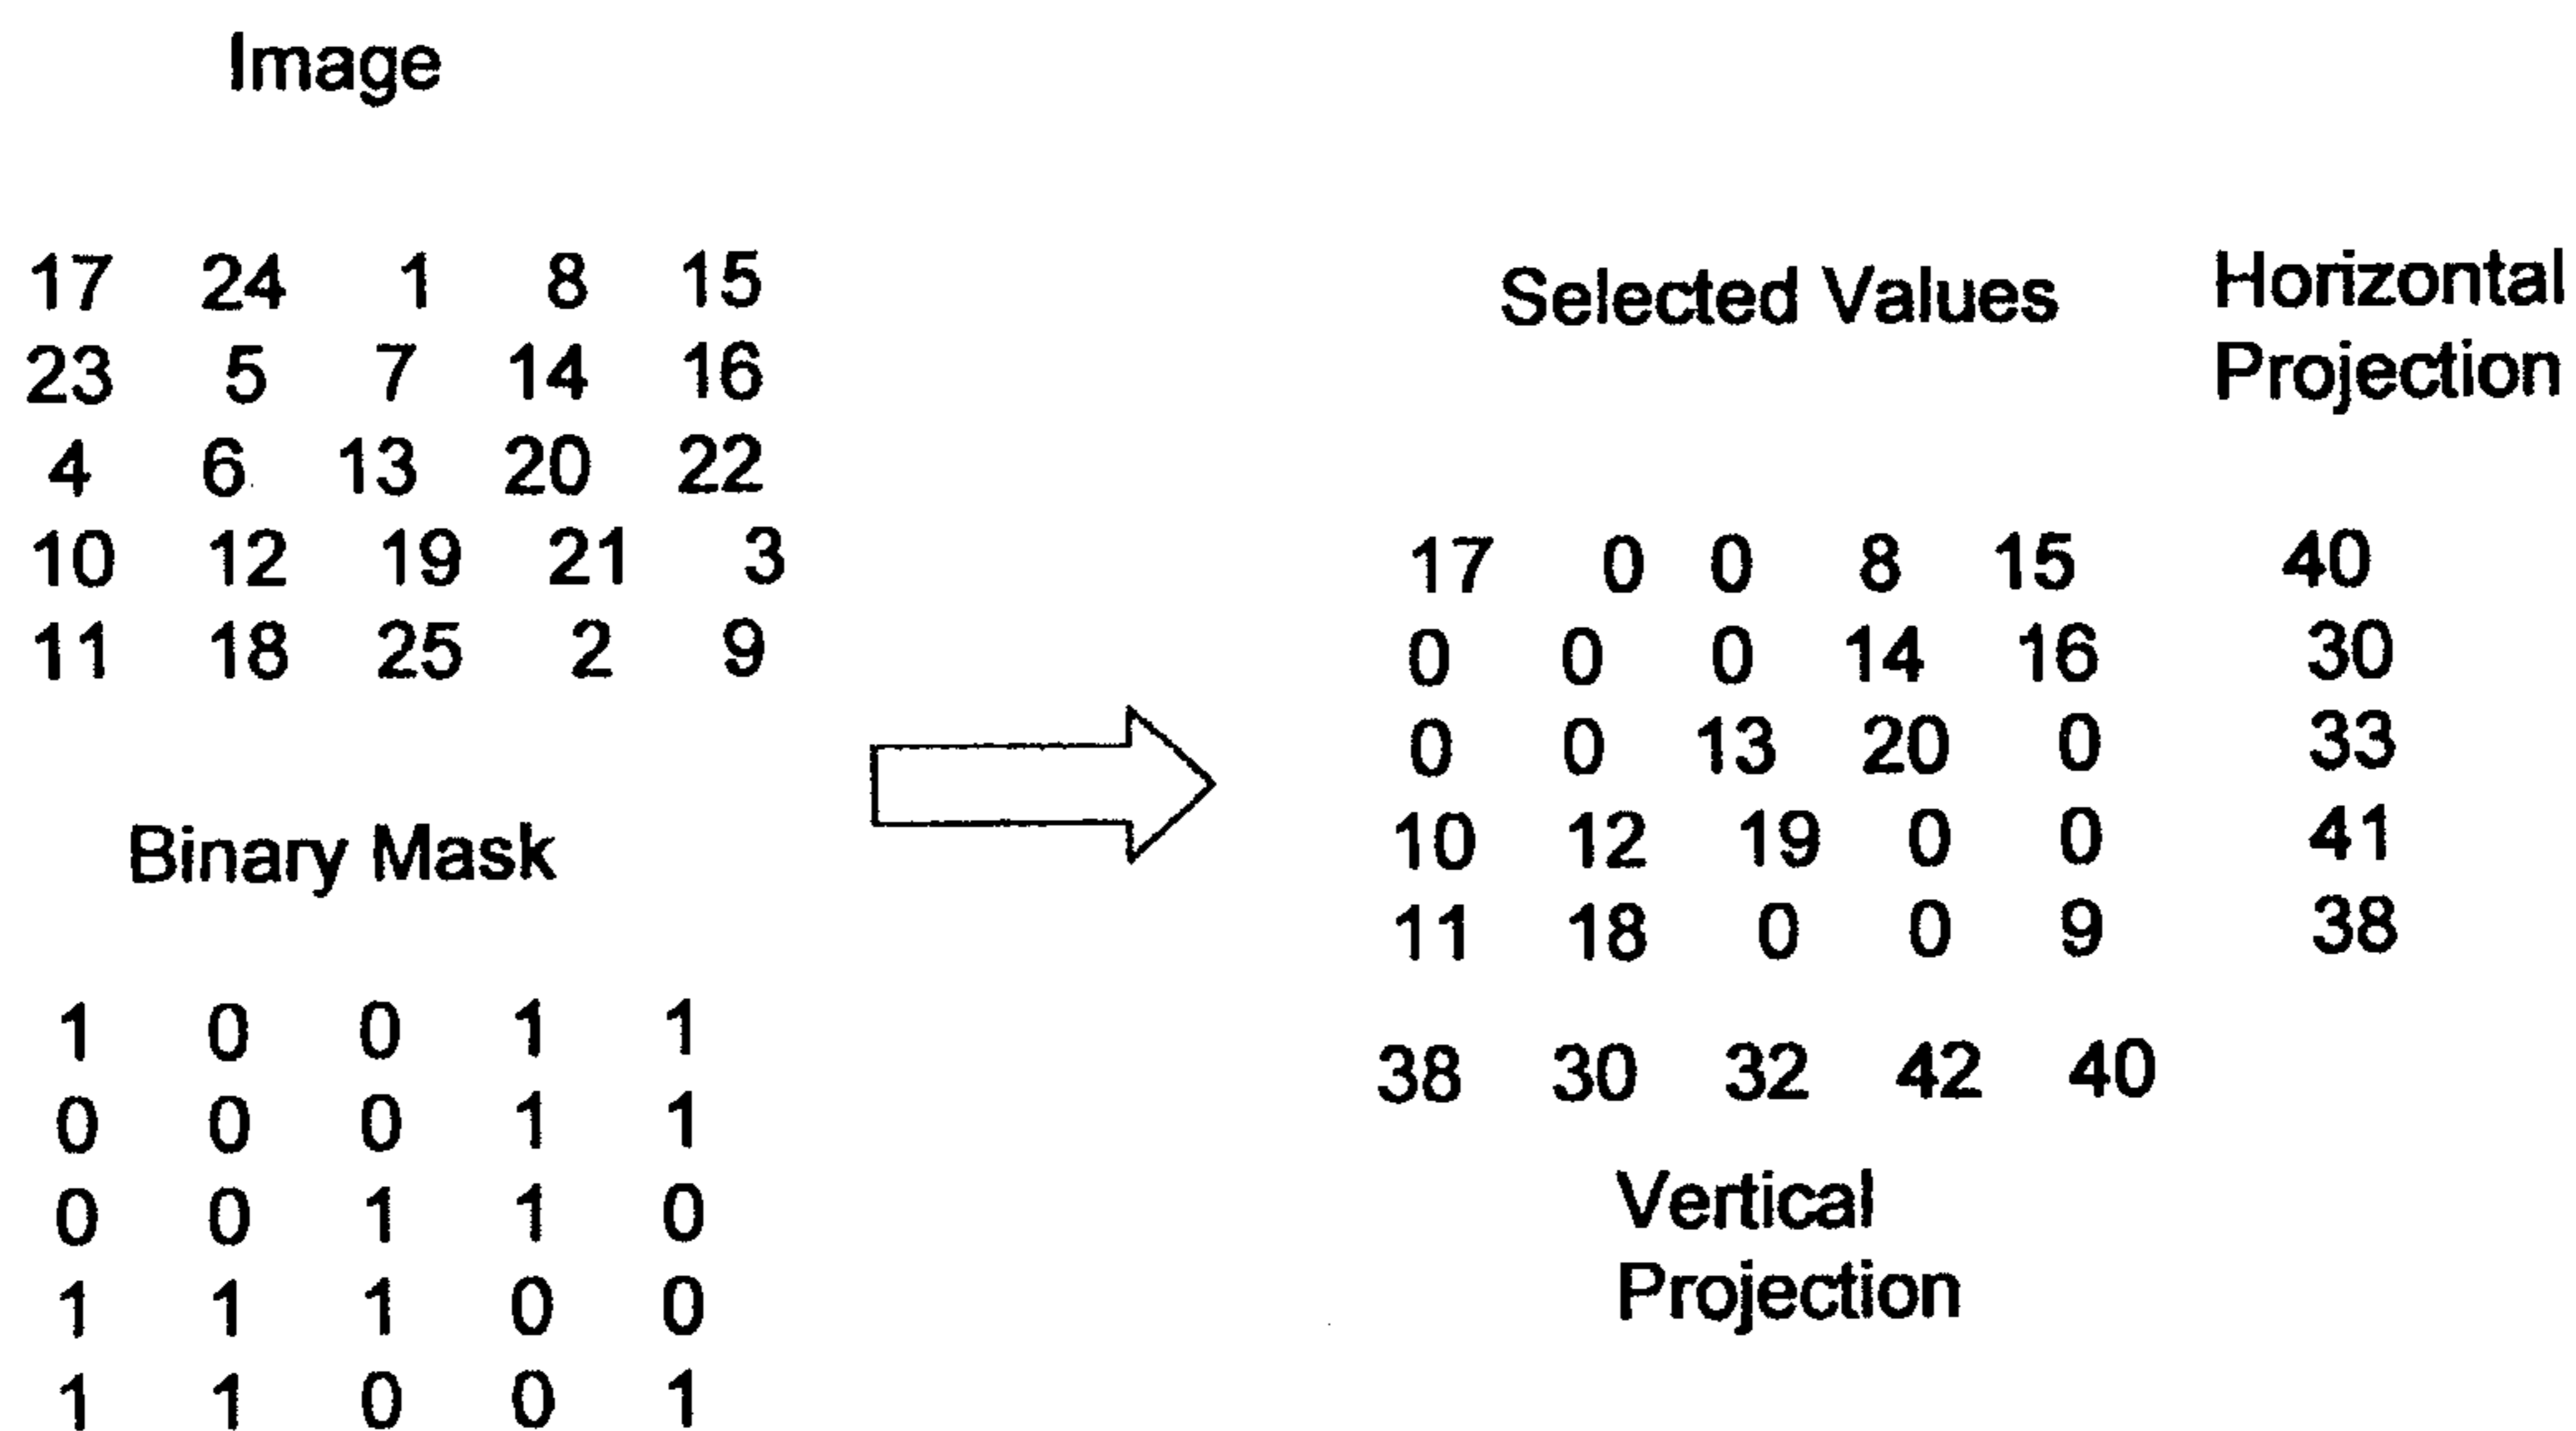 Image
17 24 1 8 15
23 5 7 14 16
4 6 13 20 22
10 12 19 21 3
11 18 25 2 9
Binary Mask
1 0 0 1 1
0 0 0 1 1
0 0 1 1 0
1 1 1 0 0
1 1 0 0 1
Selected Values
Horizontal
Projection
17 0 0 8 15 40
0 0 0 14 16 30
0 0 13 20 0 33
10 12 19 0 0 41
11 18 0 0 9 38
38 30 32 42 40
Vertical
Projection